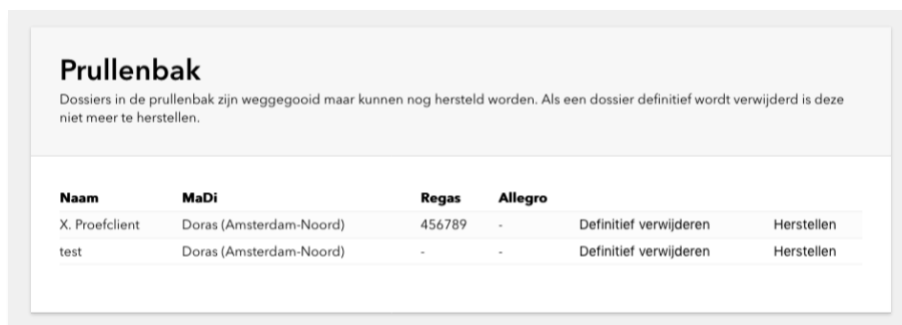 Prullenbak
Dossiers in de prullenbak zijn weggegooid maar kunnen nog hersteld worden. Als een dossier definitief wordt verwijderd is deze
niet meer te herstellen.
Naam MaDi Regas Allegro
X. Proefclient Doras (Amsterdam-Noord) 456789 - Definitief verwijderen Herstellen
test Doras (Amsterdam-Noord) - - Definitief verwijderen Herstellen